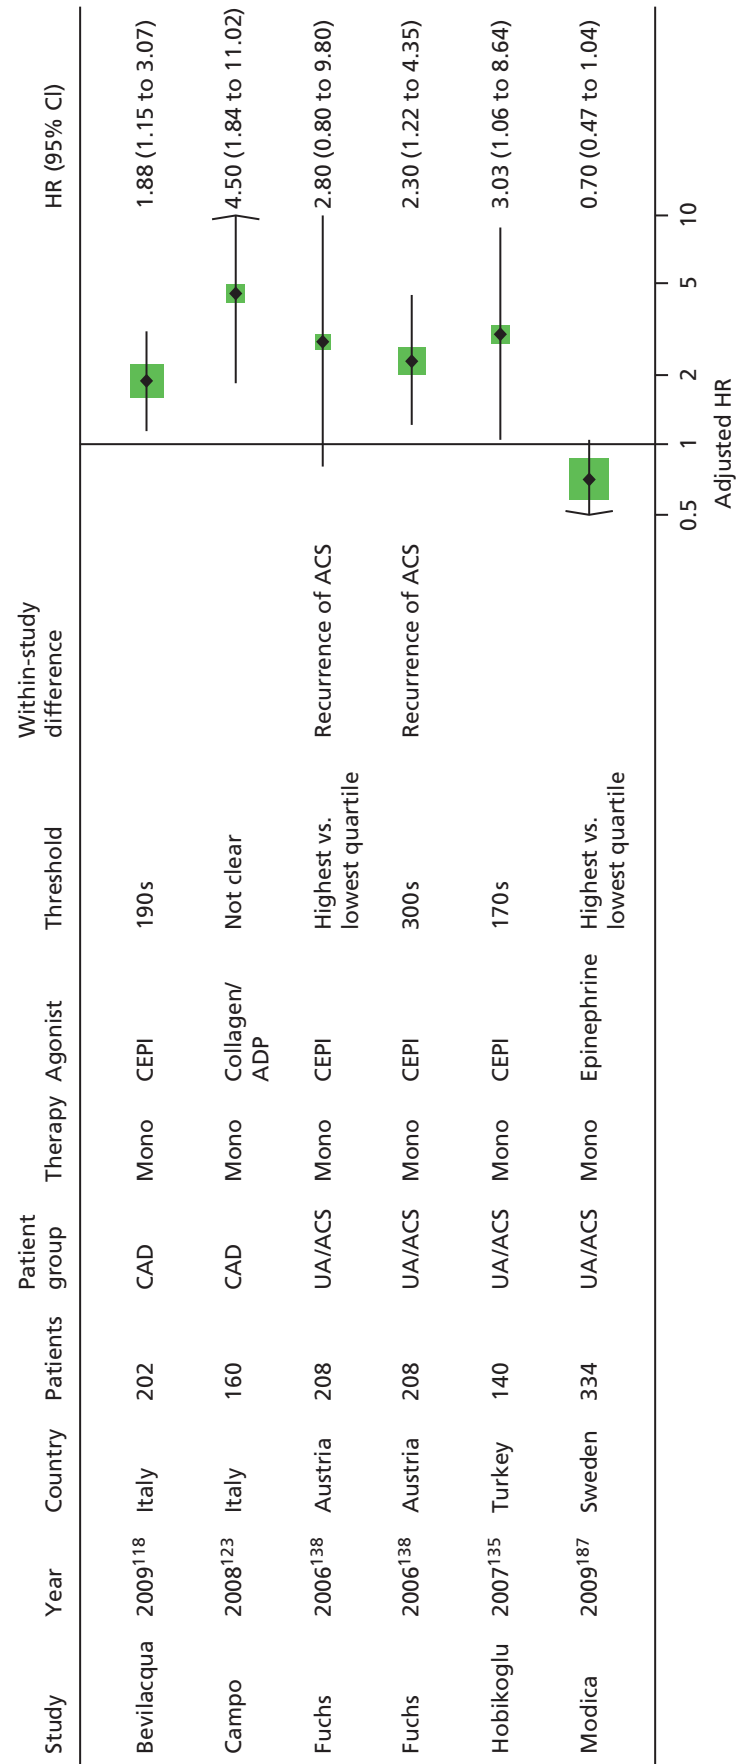 Study Year Country Patients Patient group Therapy Agonist Threshold Within-study difference HR (95% CI)
Bevilacqua 2009118 Italy 202 CAD Mono CEPI 190s 1.88 (1.15 to 3.07)
Campo 2008123 Italy 160 CAD Mono Collagen/ADP Not clear 4.50 (1.84 to 11.02)
Fuchs 2006138 Austria 208 UA/ACS Mono CEPI Highest vs. lowest quartile Recurrence of ACS 2.80 (0.80 to 9.80)
Fuchs 2006138 Austria 208 UA/ACS Mono CEPI 300s Recurrence of ACS 2.30 (1.22 to 4.35)
Hobikoglu 2007135 Turkey 140 UA/ACS Mono CEPI 170s 3.03 (1.06 to 8.64)
Modica 2009187 Sweden 334 UA/ACS Mono Epinephrine Highest vs. lowest quartile 0.70 (0.47 to 1.04)
0.5 1 2 5 10
Adjusted HR